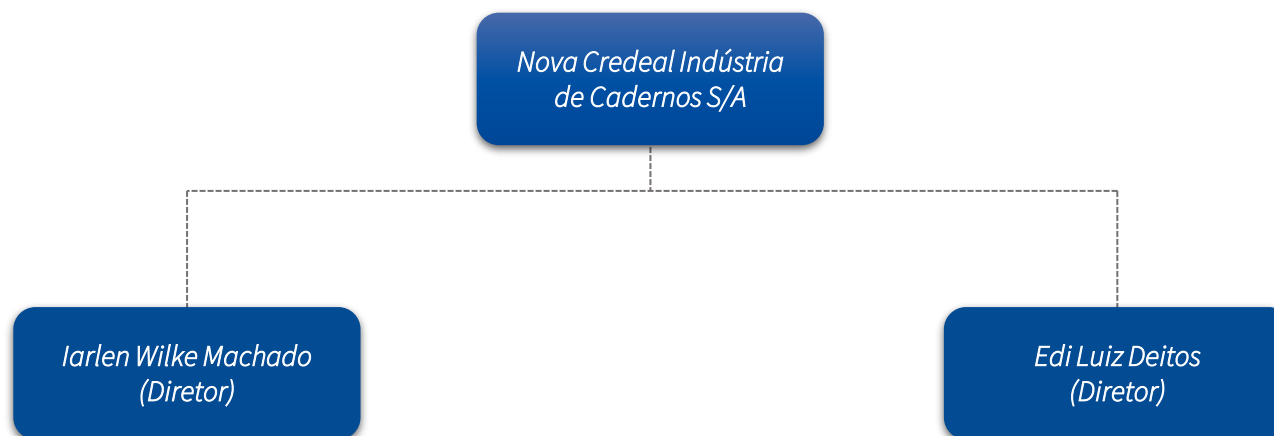 Nova Credeal Indústria
de Cadernos S/A
Iarlen Wilke Machado
(Diretor)
Edi Luiz Deitos
(Diretor)